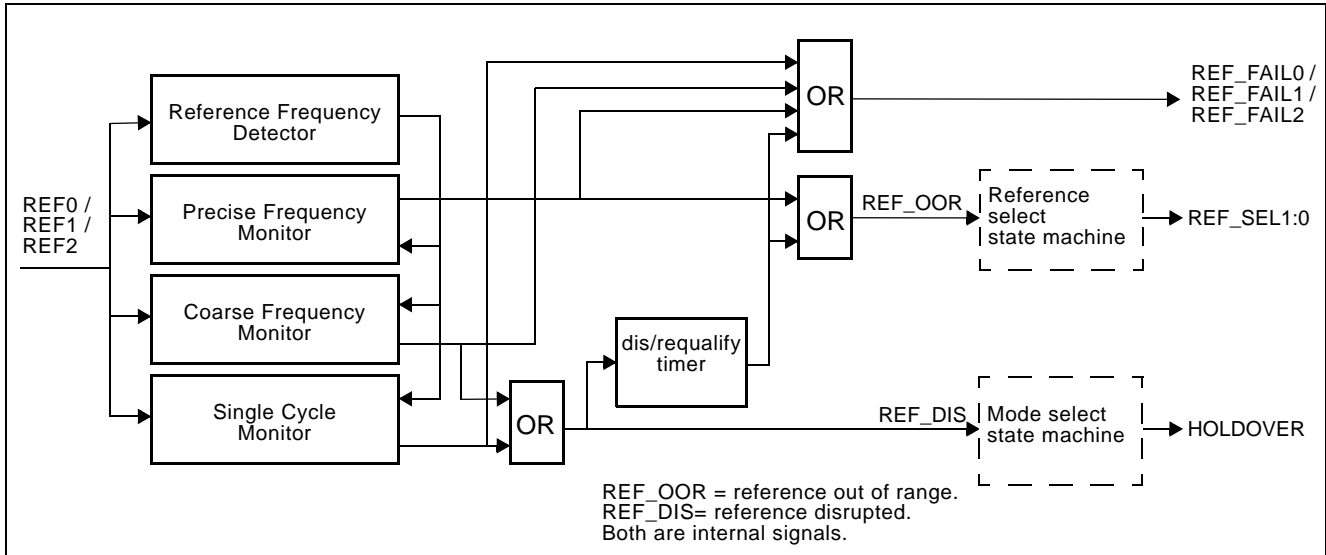 REF0 /
REF1 /
REF2
Reference Frequency
Detector
Precise Frequency
Monitor
Coarse Frequency
Monitor
Single Cycle
Monitor
OR
dis/requalify
timer
OR
OR
REF_FAIL0 /
REF_FAIL1 /
REF_FAIL2
REF_OOR
Reference
select
state machine
REF_SEL1:0
REF_DIS
Mode select
state machine
HOLDOVER
REF_OOR = reference out of range.
REF_DIS= reference disrupted.
Both are internal signals.